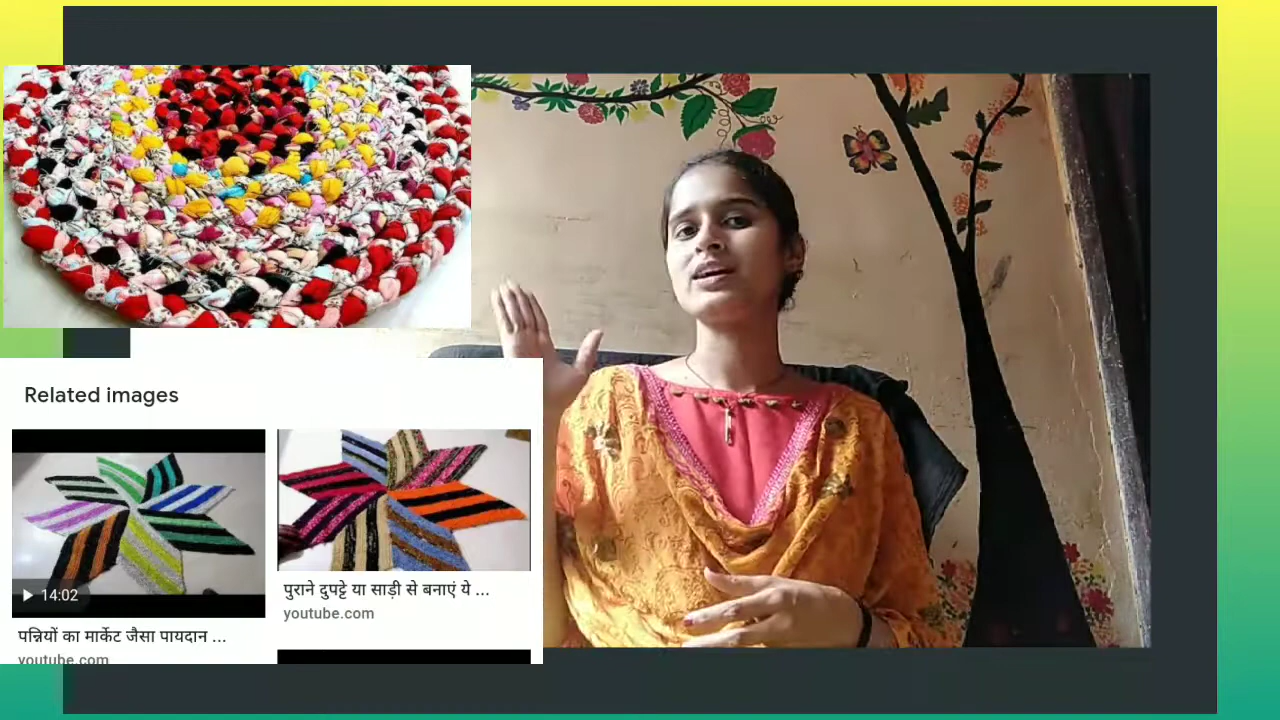 Related images
14:02
पुराने दुपट्टे या साड़ी से बनाएं ये ...
youtube.com
पन्नियों का मार्केट जैसा पायदान ...
youtube.com